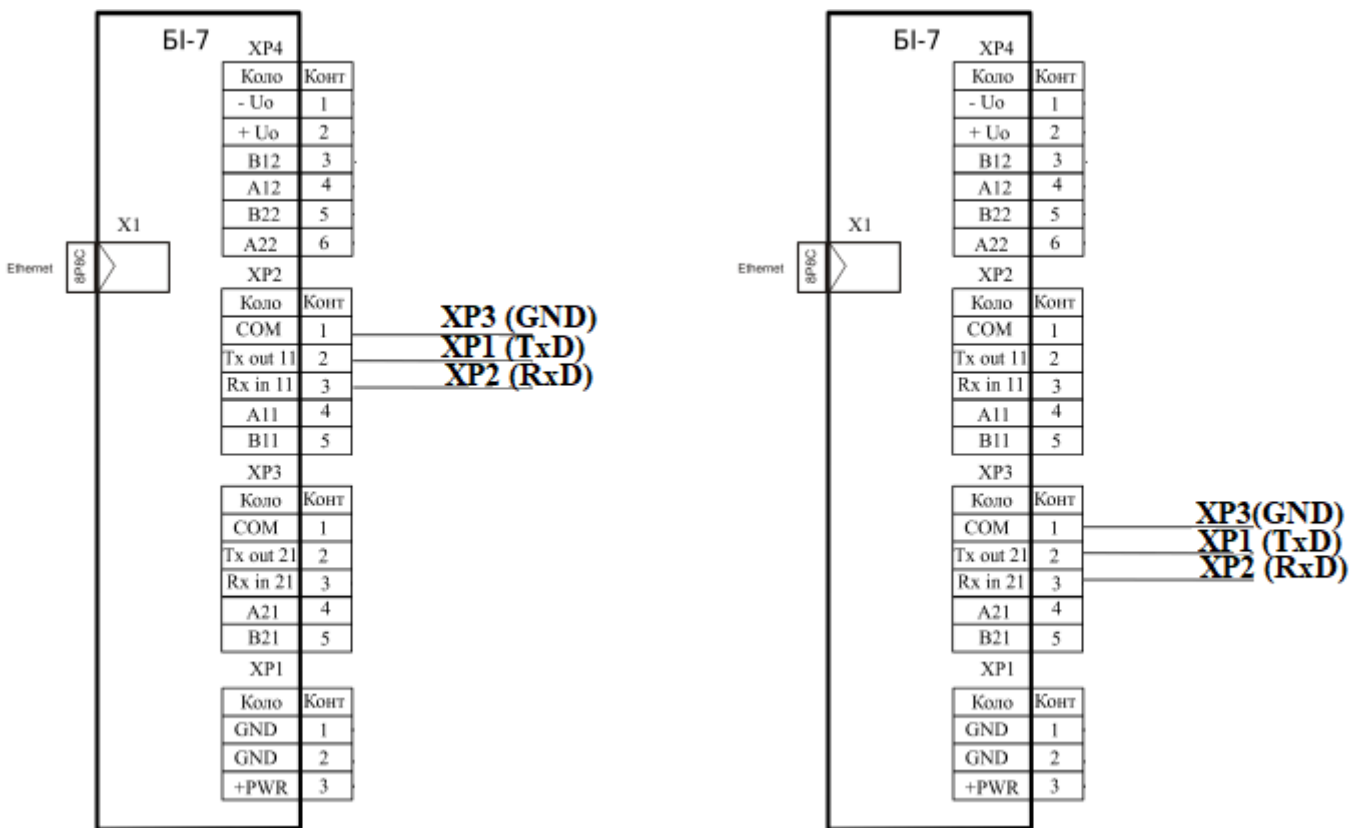 БІ-7
XP4
Коло Конт
- Uo 1
+ Uo 2
B12 3
A12 4
B22 5
A22 6
X1
Ethernet 8P8C
XP2
Коло Конт
COM 1 XP3 (GND)
Tx out 11 2 XP1 (TxD)
Rx in 11 3 XP2 (RxD)
A11 4
B11 5
XP3
Коло Конт
COM 1
Tx out 21 2
Rx in 21 3
A21 4
B21 5
XP1
Коло Конт
GND 1
GND 2
+PWR 3
БІ-7
XP4
Коло Конт
- Uo 1
+ Uo 2
B12 3
A12 4
B22 5
A22 6
X1
Ethernet 8P8C
XP2
Коло Конт
COM 1
Tx out 11 2
Rx in 11 3
A11 4
B11 5
XP3
Коло Конт
COM 1 XP3(GND)
Tx out 21 2 XP1 (TxD)
Rx in 21 3 XP2 (RxD)
A21 4
B21 5
XP1
Коло Конт
GND 1
GND 2
+PWR 3